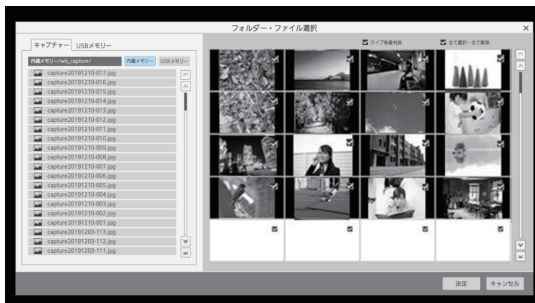 フォルダー・ファイル選択
キャプチャー USBメモリー
ライブ画像有効 全て選択・全て解除
内蔵メモリー/wb_capture/ 内蔵メモリー USBメモリー
capture20191210-017.jpg
capture20191210-016.jpg
capture20191210-015.jpg
capture20191210-014.jpg
capture20191210-013.jpg
capture20191210-012.jpg
capture20191210-011.jpg
capture20191210-010.jpg
capture20191210-009.jpg
capture20191210-008.jpg
capture20191210-007.jpg
capture20191210-006.jpg
capture20191210-005.jpg
capture20191210-004.jpg
capture20191210-003.jpg
capture20191210-002.jpg
capture20191210-001.jpg
capture20191203-113.jpg
capture20191203-112.jpg
capture20191203-111.jpg
決定 キャンセル